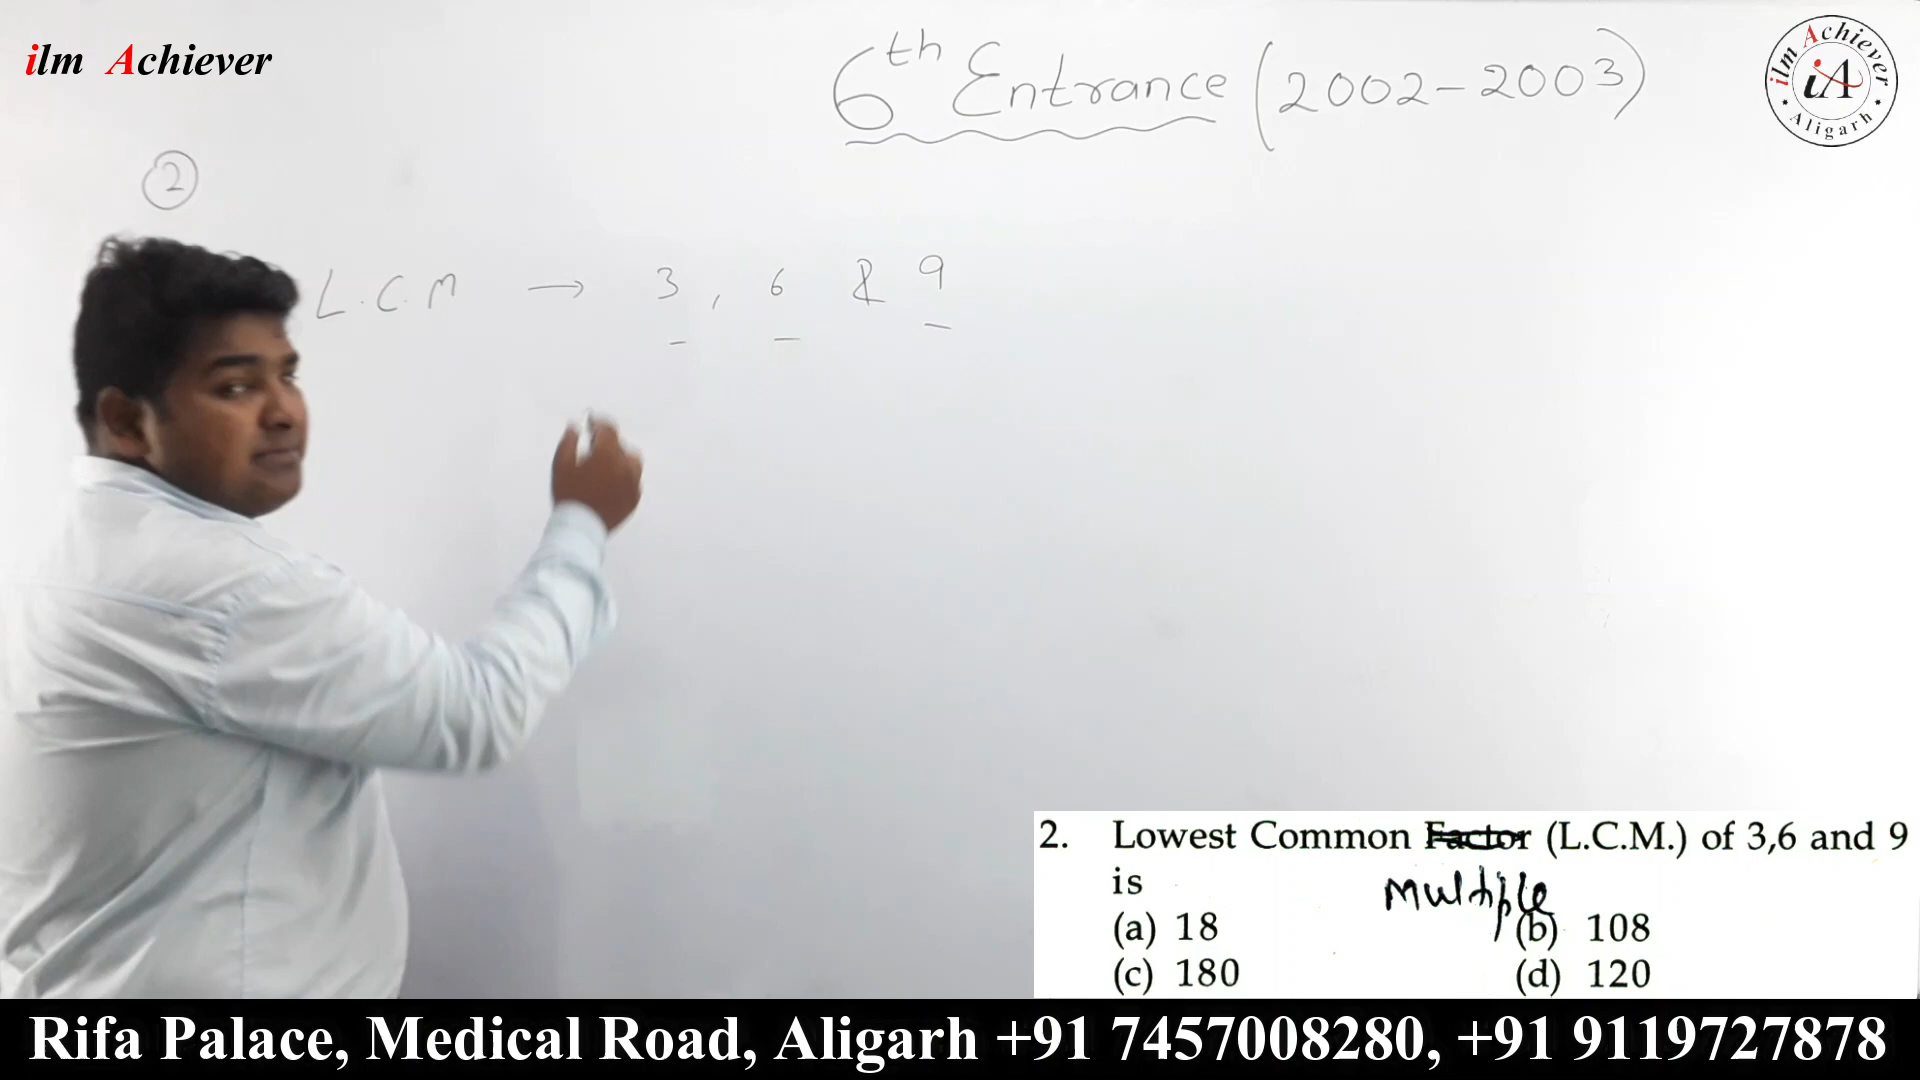 ilm Achiever
6th Entrance (2002-2003)
ilm Achiever
iA
Aligarh
2
L.C.M → 3, 6 & 9
2. Lowest Common Factor (L.C.M.) of 3,6 and 9
is
Multiple
(a) 18 (b) 108
(c) 180 (d) 120
Rifa Palace, Medical Road, Aligarh +91 7457008280, +91 9119727878